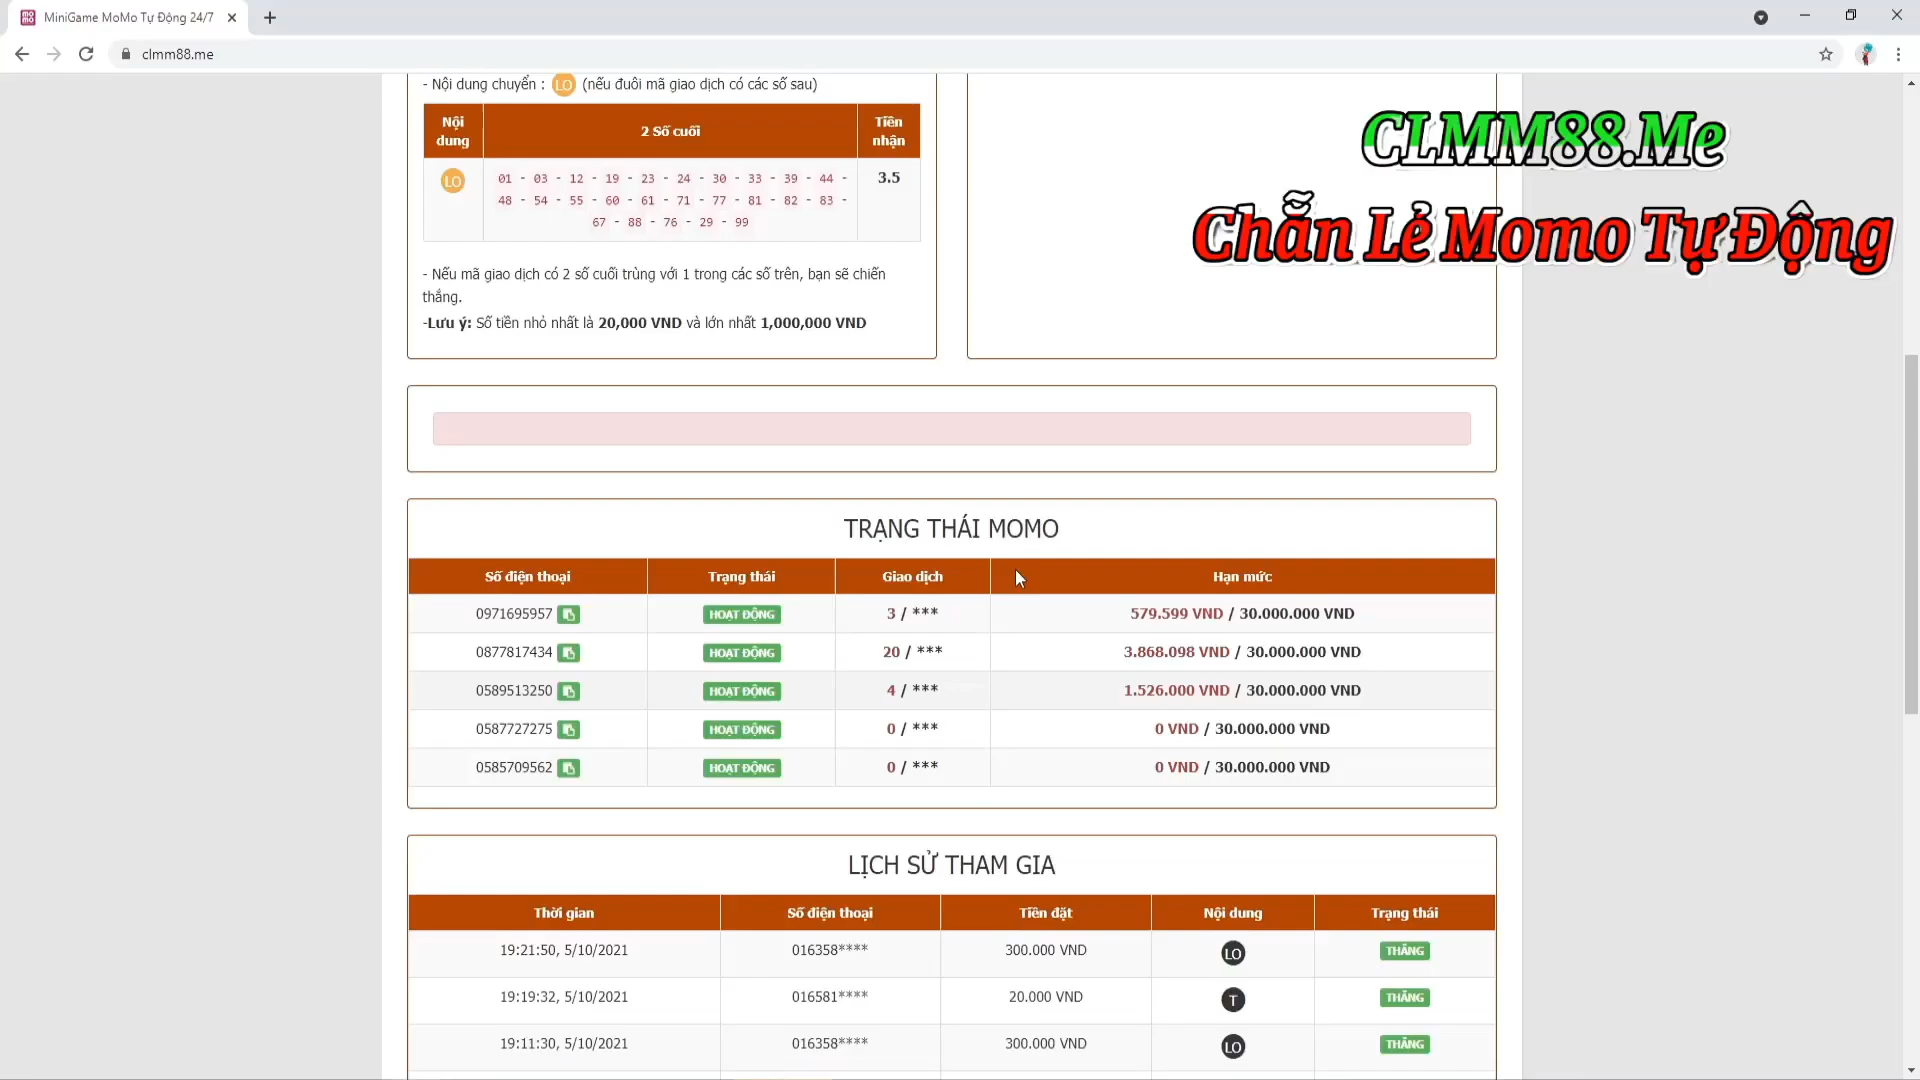 MiniGame MoMo Tự Động 24/7
clmm88.me
CLMM88.Me
Chẵn Lẻ Momo Tự Động
- Nội dung chuyển : LO (nếu đuôi mã giao dịch có các số sau)
Nội dung 2 Số cuối Tiền nhận
LO 01 - 03 - 12 - 19 - 23 - 24 - 30 - 33 - 39 - 44 - 3.5
48 - 54 - 55 - 60 - 61 - 71 - 77 - 81 - 82 - 83 -
67 - 88 - 76 - 29 - 99
- Nếu mã giao dịch có 2 số cuối trùng với 1 trong các số trên, bạn sẽ chiến
thắng.
-Lưu ý: Số tiền nhỏ nhất là 20,000 VND và lớn nhất 1,000,000 VND
TRẠNG THÁI MOMO
Số điện thoại Trạng thái Giao dịch Hạn mức
0971695957 HOẠT ĐỘNG 3 / *** 579.599 VND / 30.000.000 VND
0877817434 HOẠT ĐỘNG 20 / *** 3.868.098 VND / 30.000.000 VND
0589513250 HOẠT ĐỘNG 4 / *** 1.526.000 VND / 30.000.000 VND
0587727275 HOẠT ĐỘNG 0 / *** 0 VND / 30.000.000 VND
0585709562 HOẠT ĐỘNG 0 / *** 0 VND / 30.000.000 VND
LỊCH SỬ THAM GIA
Thời gian Số điện thoại Tiền đặt Nội dung Trạng thái
19:21:50, 5/10/2021 016358**** 300.000 VND LO THẮNG
19:19:32, 5/10/2021 016581**** 20.000 VND T THẮNG
19:11:30, 5/10/2021 016358**** 300.000 VND LO THẮNG